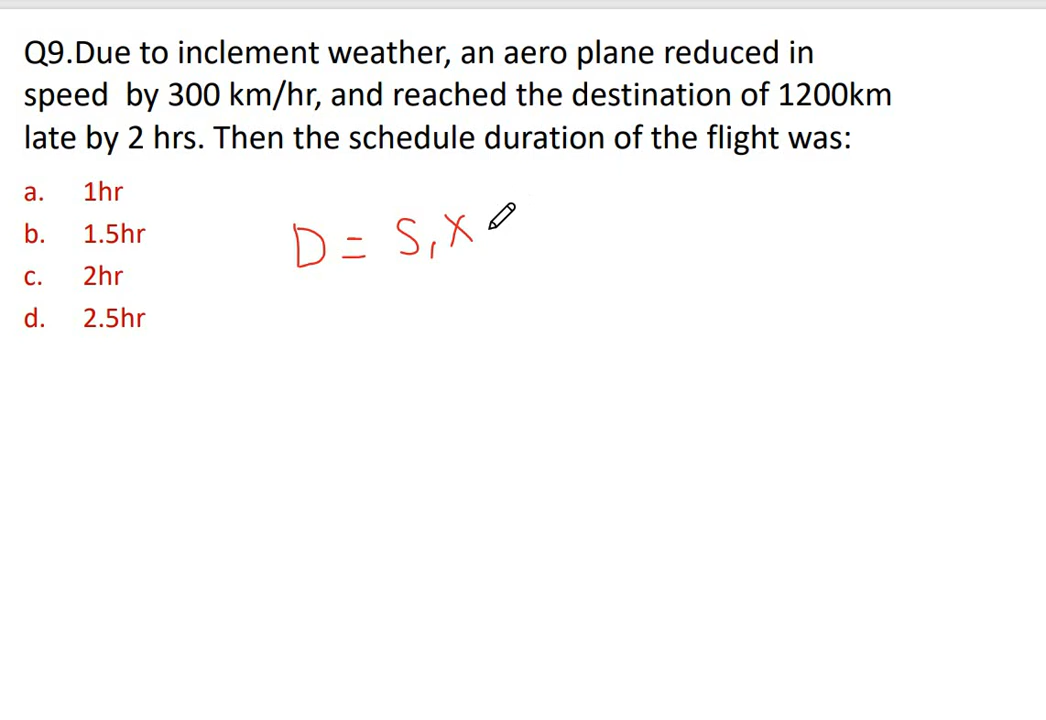 Q9.Due to inclement weather, an aero plane reduced in
speed by 300 km/hr, and reached the destination of 1200km
late by 2 hrs. Then the schedule duration of the flight was:
a. 1hr
b. 1.5hr
c. 2hr
d. 2.5hr
D = S₁ X